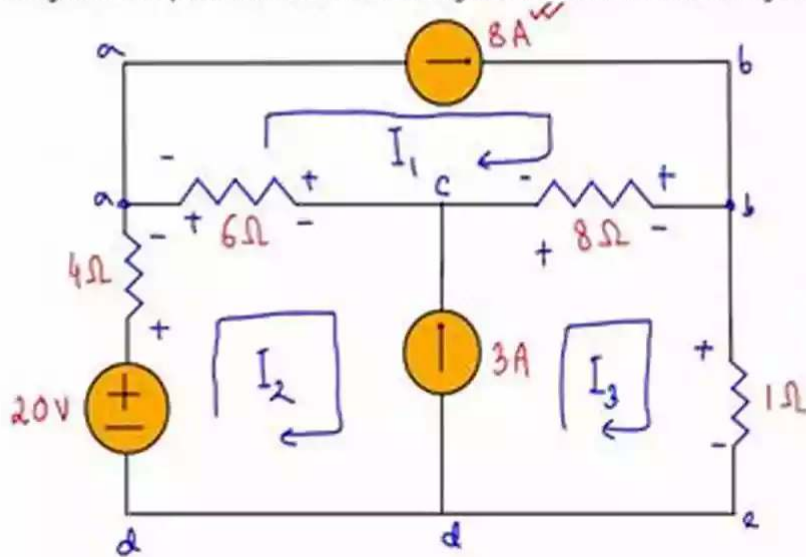 a 8A b
I₁
- + c - +
a + 6Ω - + 8Ω - b
4Ω -
+ + - 
I₂ 3A I₃ +
20V + - 1Ω
-
d d e